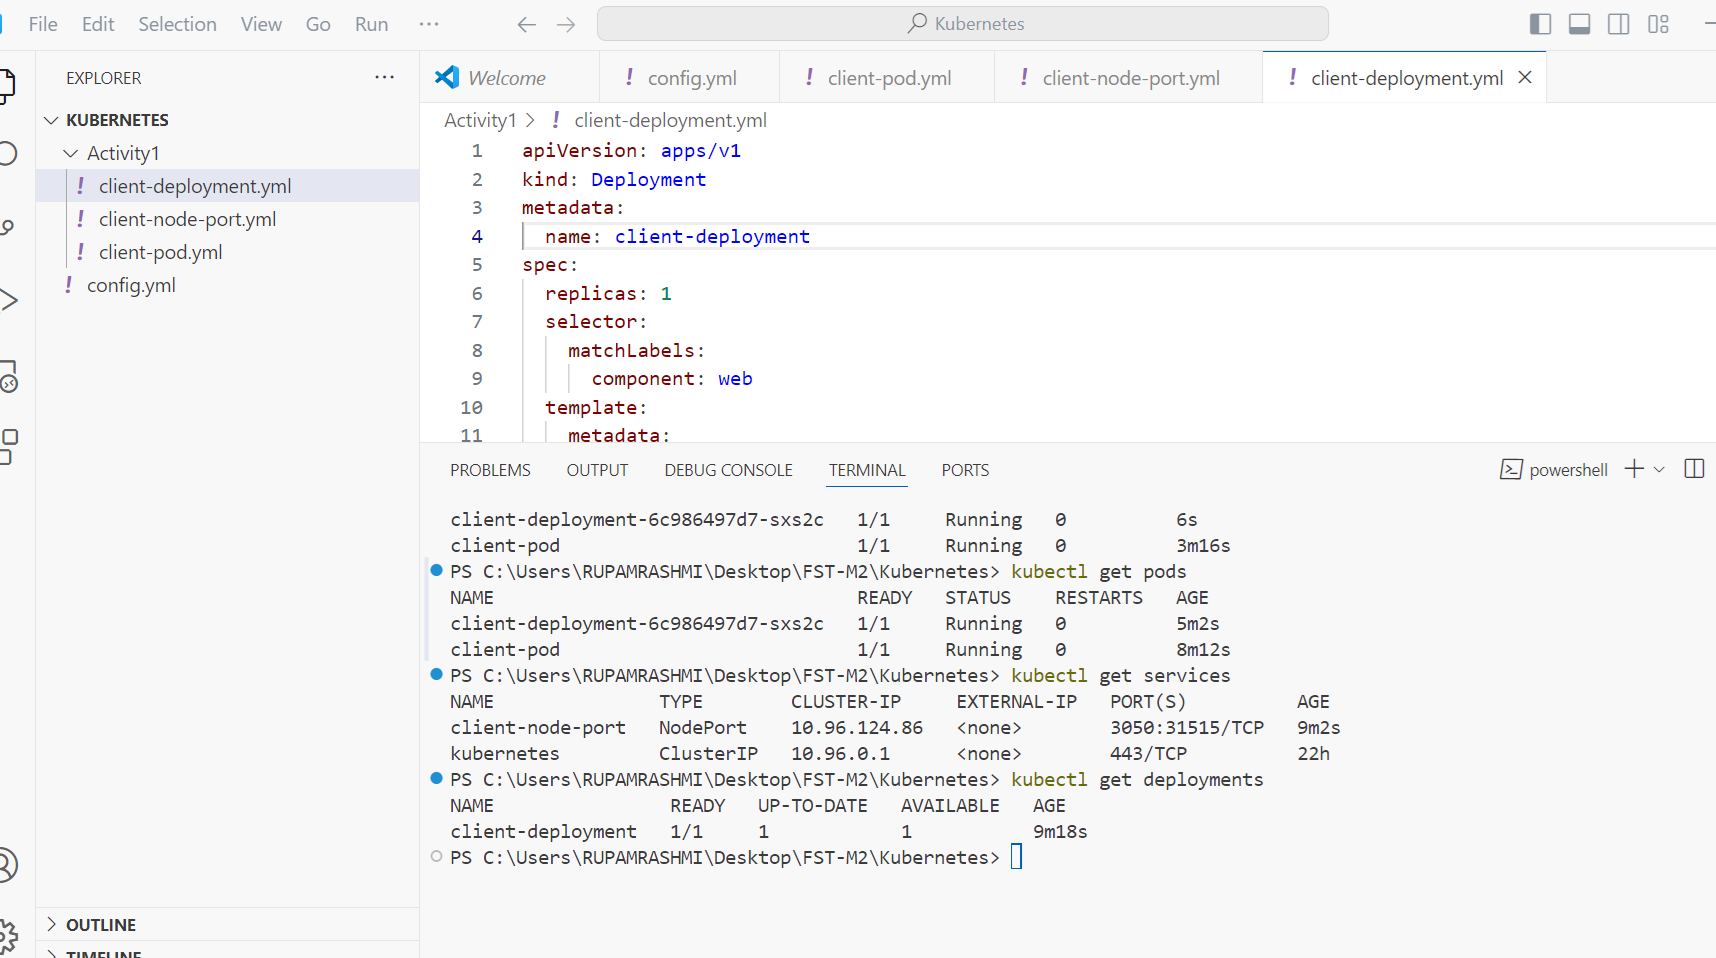 File Edit Selection View Go Run ··· Kubernetes
EXPLORER ···
KUBERNETES
Activity1
! client-deployment.yml
! client-node-port.yml
! client-pod.yml
! config.yml
OUTLINE
TIMELINE
Welcome ! config.yml ! client-pod.yml ! client-node-port.yml ! client-deployment.yml
Activity1 > ! client-deployment.yml
1 apiVersion: apps/v1
2 kind: Deployment
3 metadata:
4 name: client-deployment
5 spec:
6 replicas: 1
7 selector:
8 matchLabels:
9 component: web
10 template:
11 metadata:
PROBLEMS OUTPUT DEBUG CONSOLE TERMINAL PORTS powershell
client-deployment-6c986497d7-sxs2c 1/1 Running 0 6s
client-pod 1/1 Running 0 3m16s
PS C:\Users\RUPAMRASHMI\Desktop\FST-M2\Kubernetes> kubectl get pods
NAME READY STATUS RESTARTS AGE
client-deployment-6c986497d7-sxs2c 1/1 Running 0 5m2s
client-pod 1/1 Running 0 8m12s
PS C:\Users\RUPAMRASHMI\Desktop\FST-M2\Kubernetes> kubectl get services
NAME TYPE CLUSTER-IP EXTERNAL-IP PORT(S) AGE
client-node-port NodePort 10.96.124.86 <none> 3050:31515/TCP 9m2s
kubernetes ClusterIP 10.96.0.1 <none> 443/TCP 22h
PS C:\Users\RUPAMRASHMI\Desktop\FST-M2\Kubernetes> kubectl get deployments
NAME READY UP-TO-DATE AVAILABLE AGE
client-deployment 1/1 1 1 9m18s
PS C:\Users\RUPAMRASHMI\Desktop\FST-M2\Kubernetes>